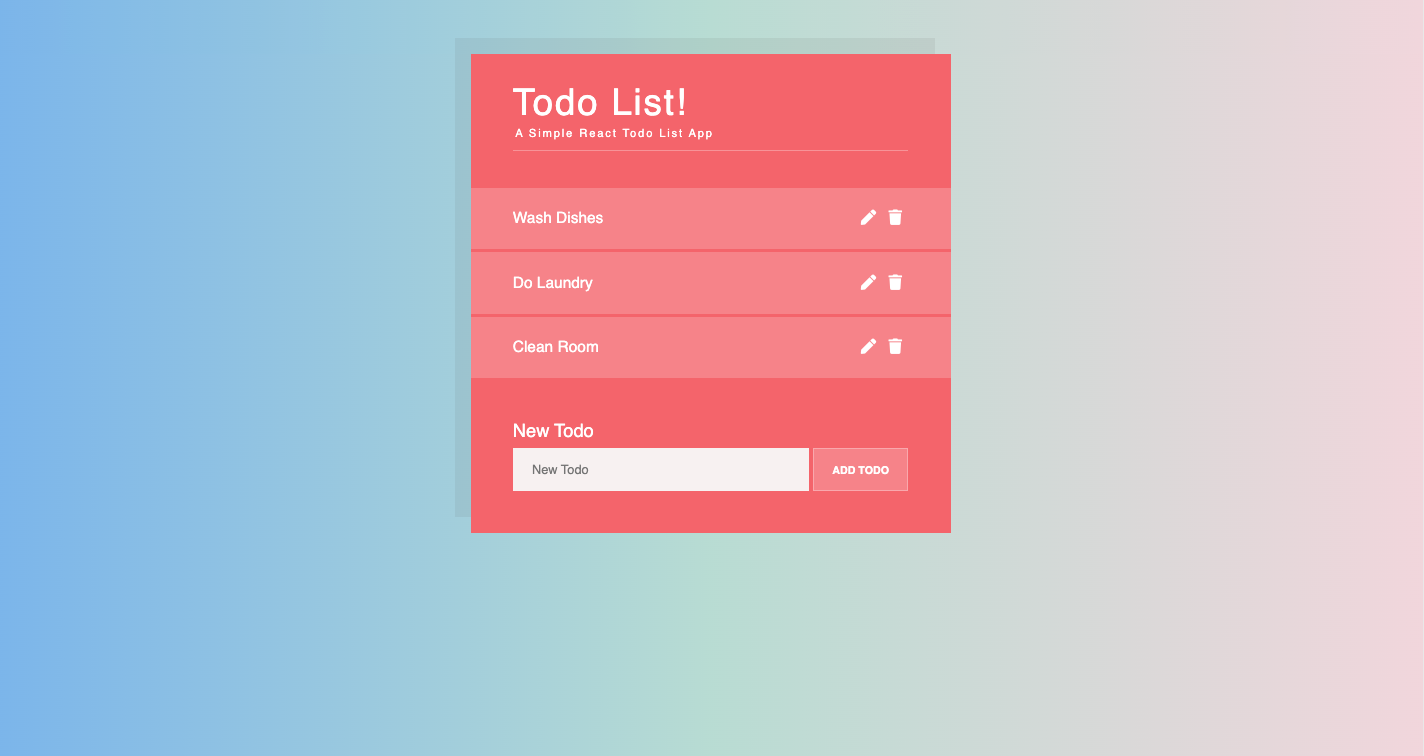 Todo List!
A Simple React Todo List App
Wash Dishes
Do Laundry
Clean Room
New Todo
New Todo
ADD TODO